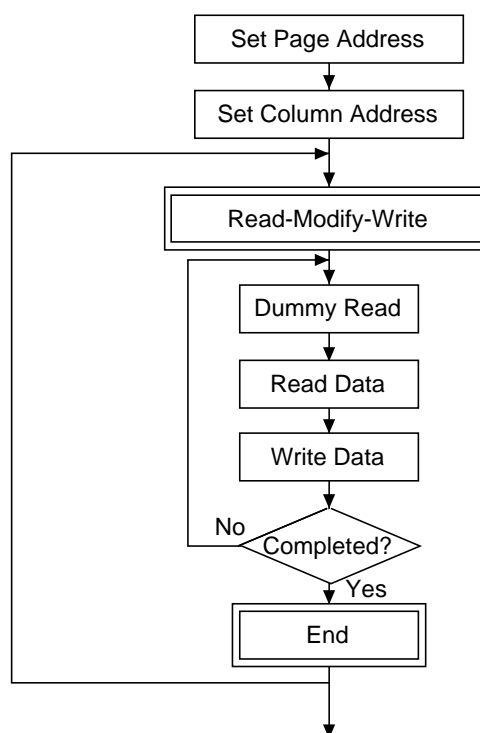 Set Page Address
Set Column Address
Read-Modify-Write
Dummy Read
Read Data
Write Data
No
Completed?
Yes
End